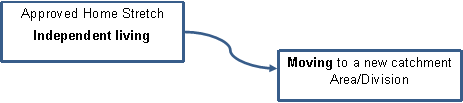 Approved Home Stretch
Independent living
Moving to a new catchment
Area/Division